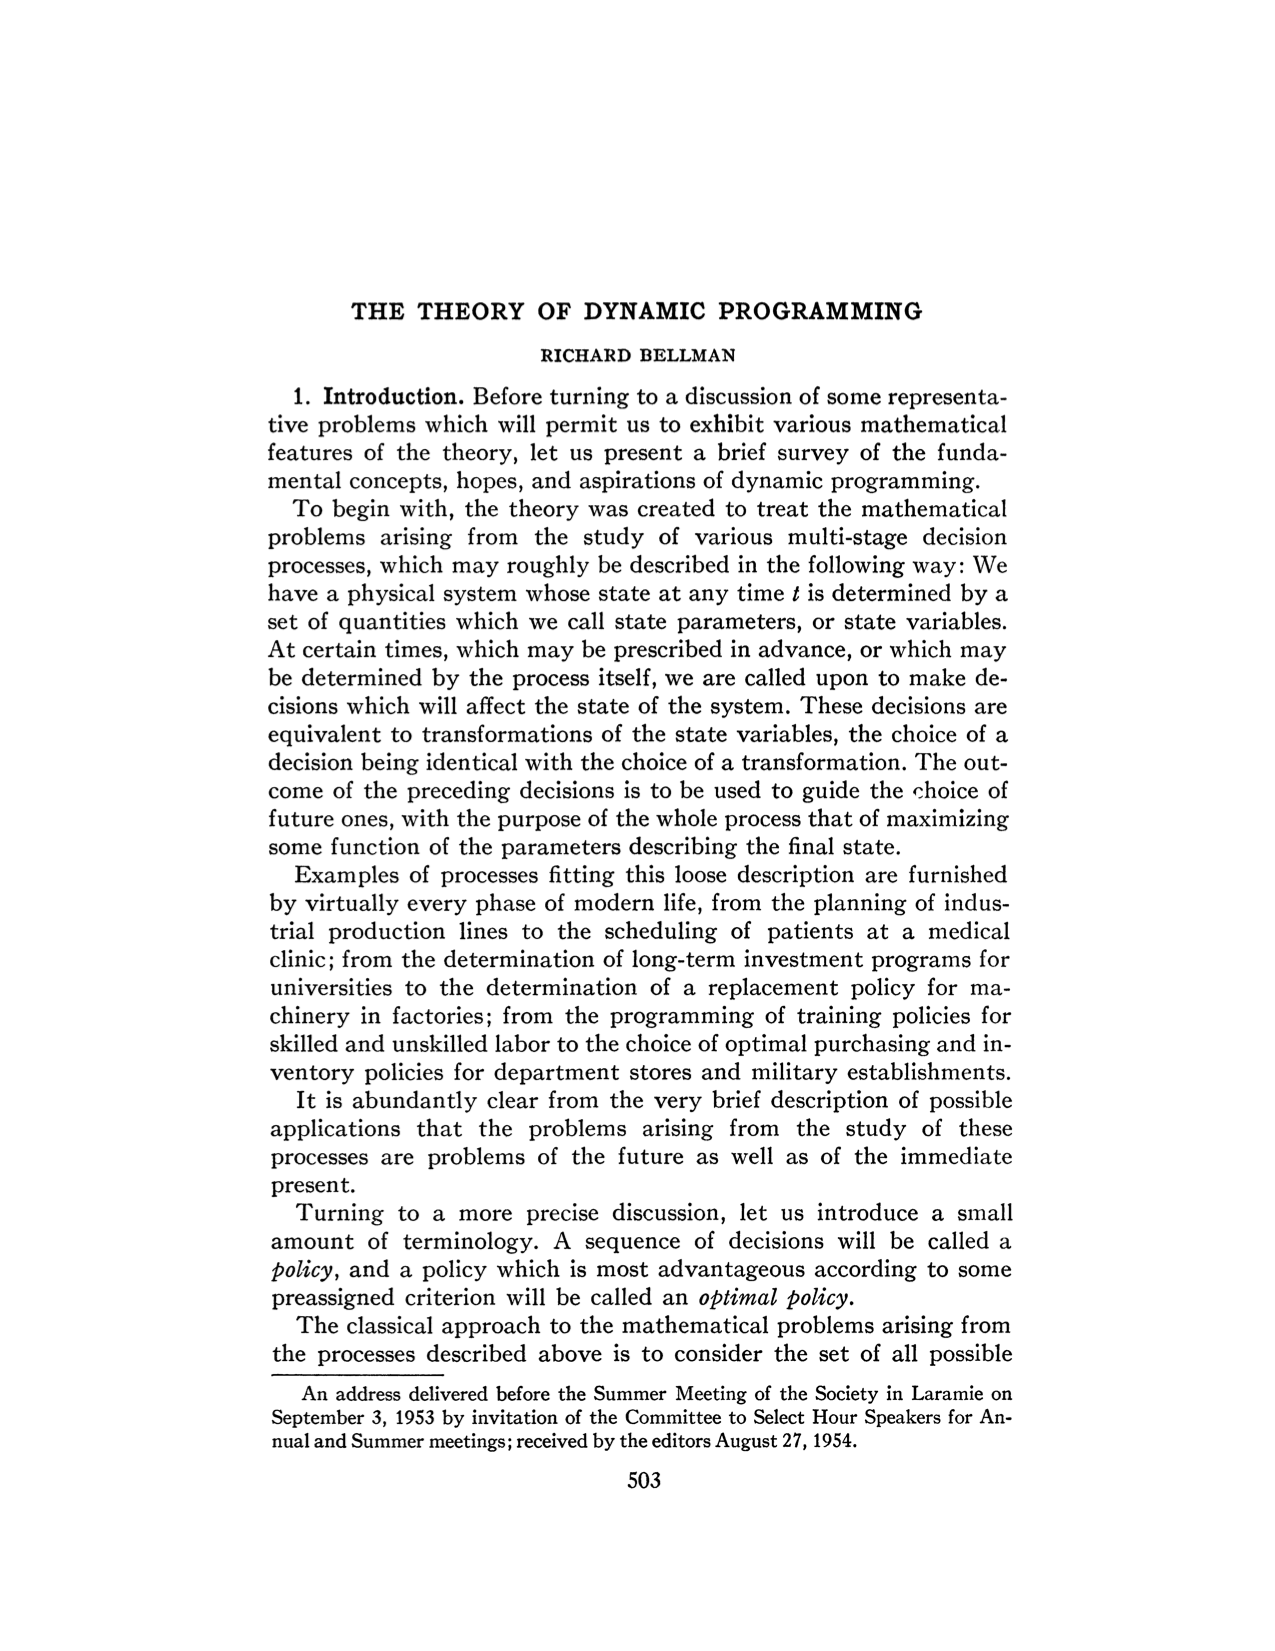 THE THEORY OF DYNAMIC PROGRAMMING
RICHARD BELLMAN
1. Introduction. Before turning to a discussion of some representa-
tive problems which will permit us to exhibit various mathematical
features of the theory, let us present a brief survey of the funda-
mental concepts, hopes, and aspirations of dynamic programming.
To begin with, the theory was created to treat the mathematical
problems arising from the study of various multi-stage decision
processes, which may roughly be described in the following way: We
have a physical system whose state at any time t is determined by a
set of quantities which we call state parameters, or state variables.
At certain times, which may be prescribed in advance, or which may
be determined by the process itself, we are called upon to make de-
cisions which will affect the state of the system. These decisions are
equivalent to transformations of the state variables, the choice of a
decision being identical with the choice of a transformation. The out-
come of the preceding decisions is to be used to guide the choice of
future ones, with the purpose of the whole process that of maximizing
some function of the parameters describing the final state.
Examples of processes fitting this loose description are furnished
by virtually every phase of modern life, from the planning of indus-
trial production lines to the scheduling of patients at a medical
clinic; from the determination of long-term investment programs for
universities to the determination of a replacement policy for ma-
chinery in factories; from the programming of training policies for
skilled and unskilled labor to the choice of optimal purchasing and in-
ventory policies for department stores and military establishments.
It is abundantly clear from the very brief description of possible
applications that the problems arising from the study of these
processes are problems of the future as well as of the immediate
present.
Turning to a more precise discussion, let us introduce a small
amount of terminology. A sequence of decisions will be called a
policy, and a policy which is most advantageous according to some
preassigned criterion will be called an optimal policy.
The classical approach to the mathematical problems arising from
the processes described above is to consider the set of all possible
An address delivered before the Summer Meeting of the Society in Laramie on
September 3, 1953 by invitation of the Committee to Select Hour Speakers for An-
nual and Summer meetings; received by the editors August 27, 1954.
503